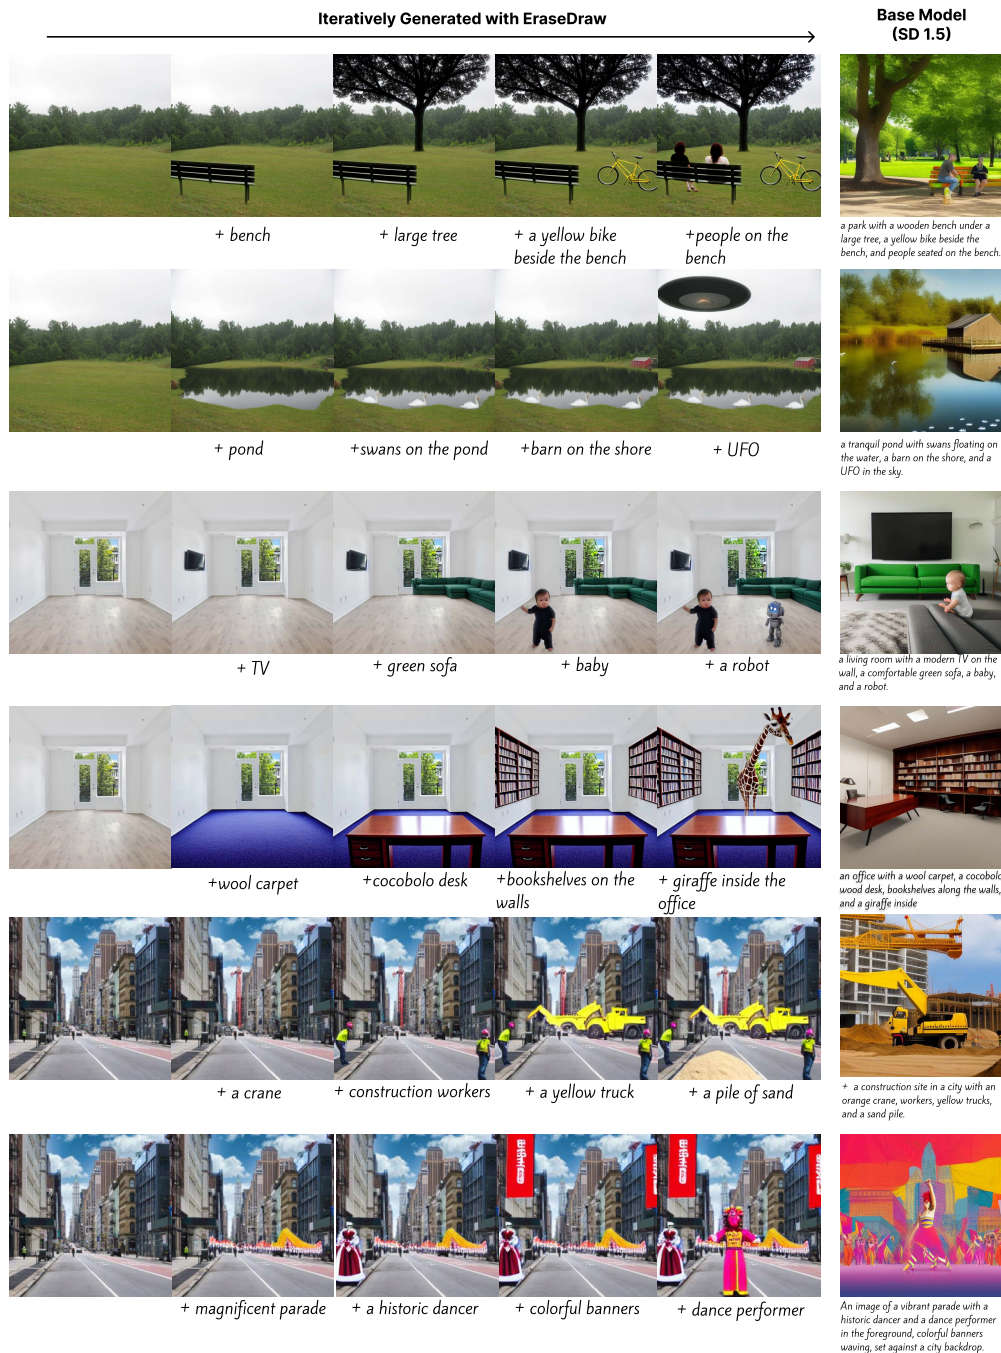 Iteratively Generated with EraseDraw
Base Model
(SD 1.5)
+ bench
+ large tree
+ a yellow bike
beside the bench
+people on the
bench
a park with a wooden bench under a
large tree, a yellow bike beside the
bench, and people seated on the bench.
+ pond
+swans on the pond
+barn on the shore
+ UFO
a tranquil pond with swans floating on
the water, a barn on the shore, and a
UFO in the sky.
+ TV
+ green sofa
+ baby
+ a robot
a living room with a modern TV on the
wall, a comfortable green sofa, a baby,
and a robot.
+wool carpet
+cocobolo desk
+bookshelves on the
walls
+ giraffe inside the
office
an office with a wool carpet, a cocobolo
wood desk, bookshelves along the walls,
and a giraffe inside
+ a crane
+ construction workers
+ a yellow truck
+ a pile of sand
+ a construction site in a city with an
orange crane, workers, yellow trucks,
and a sand pile.
+ magnificent parade
+ a historic dancer
+ colorful banners
+ dance performer
An image of a vibrant parade with a
historic dancer and a dance performer
in the foreground, colorful banners
waving, set against a city backdrop.